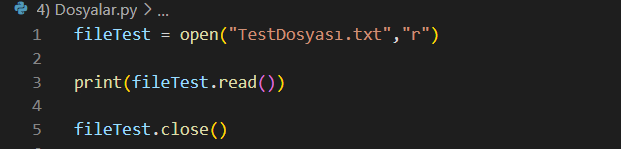 4) Dosyalar.py > ...
1 fileTest = open("TestDosyası.txt","r")
2
3 print(fileTest.read())
4
5 fileTest.close()